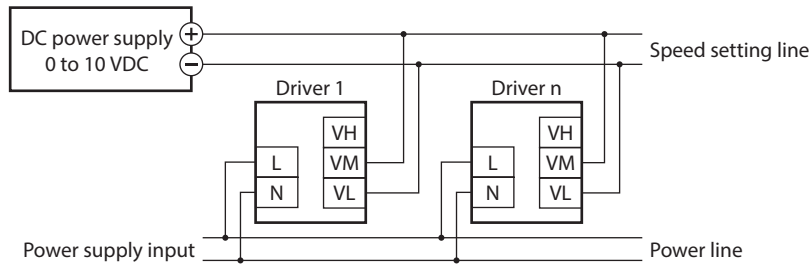 DC power supply
0 to 10 VDC
+
−
Speed setting line
Driver 1
VH
VM
VL
L
N
Driver n
VH
VM
VL
L
N
Power supply input
Power line